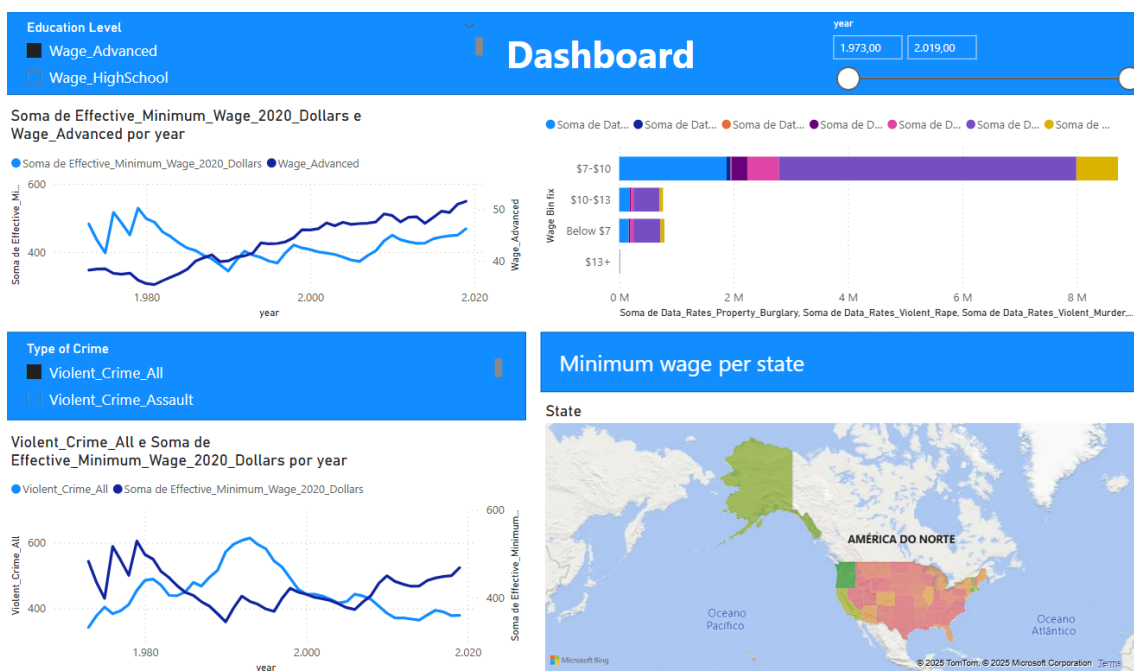 Education Level
Wage_Advanced
Wage_HighSchool
Dashboard
year
1.973,00
2.019,00
Soma de Effective_Minimum_Wage_2020_Dollars e
Wage_Advanced por year
Soma de Effective_Minimum_Wage_2020_Dollars
Wage_Advanced
Soma de Effective_Mi...
600
400
50
40
Wage_Advanced
1.980
2.000
2.020
year
Soma de Dat...
Soma de Dat...
Soma de Dat...
Soma de D...
Soma de D...
Soma de D...
Soma de ...
Wage Bin fix
$7-$10
$10-$13
Below $7
$13+
0 M
2 M
4 M
6 M
8 M
Soma de Data_Rates_Property_Burglary, Soma de Data_Rates_Violent_Rape, Soma de Data_Rates_Violent_Murder,...
Type of Crime
Violent_Crime_All
Violent_Crime_Assault
Violent_Crime_All e Soma de
Effective_Minimum_Wage_2020_Dollars por year
Violent_Crime_All
Soma de Effective_Minimum_Wage_2020_Dollars
Violent_Crime_All
600
400
600
400
Soma de Effective_Minimum...
1.980
2.000
2.020
year
Minimum wage per state
State
AMÉRICA DO NORTE
Oceano
Pacífico
Oceano
Atlântico
Microsoft Bing
© 2025 TomTom, © 2025 Microsoft Corporation
Terms